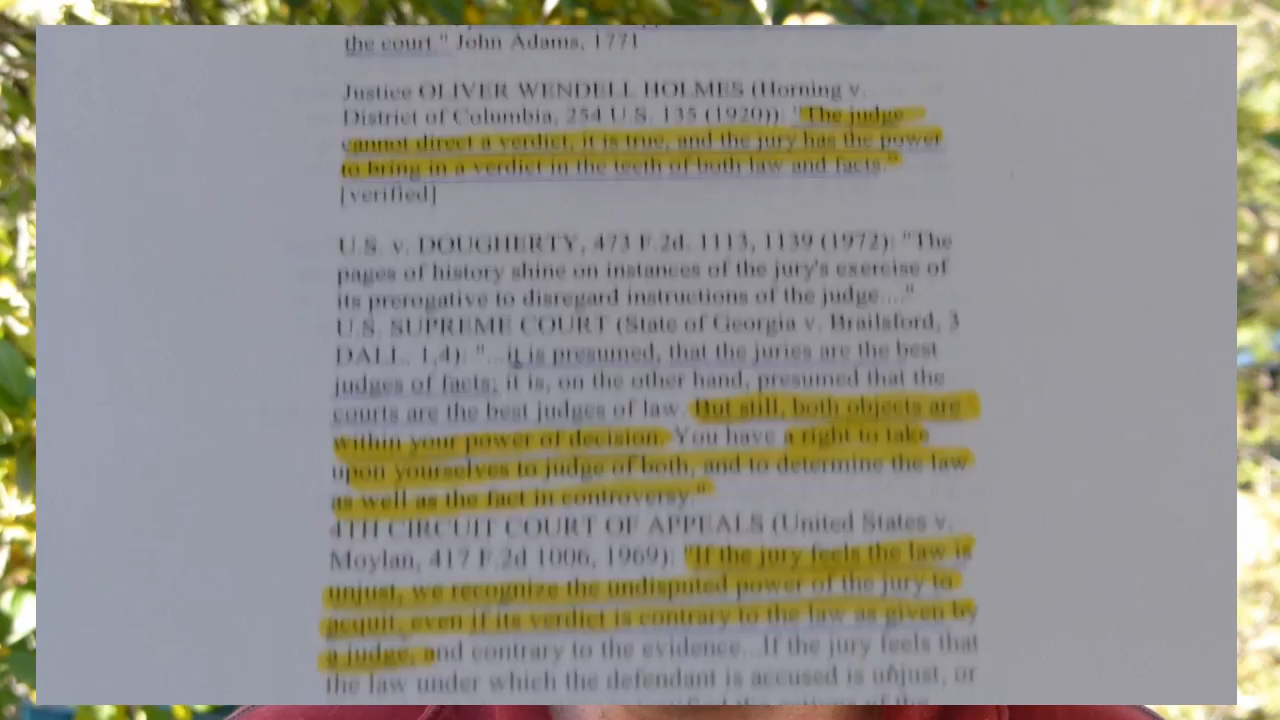 the court." John Adams, 1771
Justice OLIVER WENDELL HOLMES (Horning v.
District of Columbia, 254 U.S. 135 (1920)): "The judge
cannot direct a verdict, it is true, and the jury has the power
to bring in a verdict in the teeth of both law and facts."
[verified]
U.S. v. DOUGHERTY, 473 F.2d. 1113, 1139 (1972): "The
pages of history shine on instances of the jury's exercise of
its prerogative to disregard instructions of the judge...."
U.S. SUPREME COURT (State of Georgia v. Brailsford, 3
DALL. 1,4): "...it is presumed, that the juries are the best
judges of facts; it is, on the other hand, presumed that the
courts are the best judges of law. But still, both objects are
within your power of decision. You have a right to take
upon yourselves to judge of both, and to determine the law
as well as the fact in controversy."
4TH CIRCUIT COURT OF APPEALS (United States v.
Moylan, 417 F.2d 1006, 1969): "If the jury feels the law is
unjust, we recognize the undisputed power of the jury to
acquit, even if its verdict is contrary to the law as given by
a judge, and contrary to the evidence...If the jury feels that
the law under which the defendant is accused is unjust, or